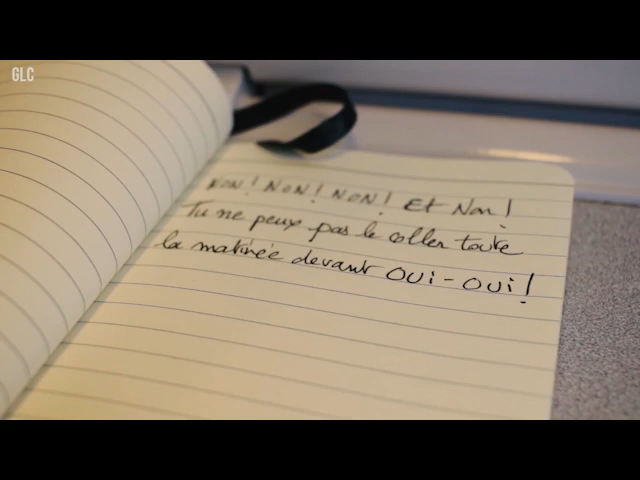 GLC
NON! NON! NON! Et Non!
Tu ne peux pas le coller toute
la matinée devant OUi-OUi!